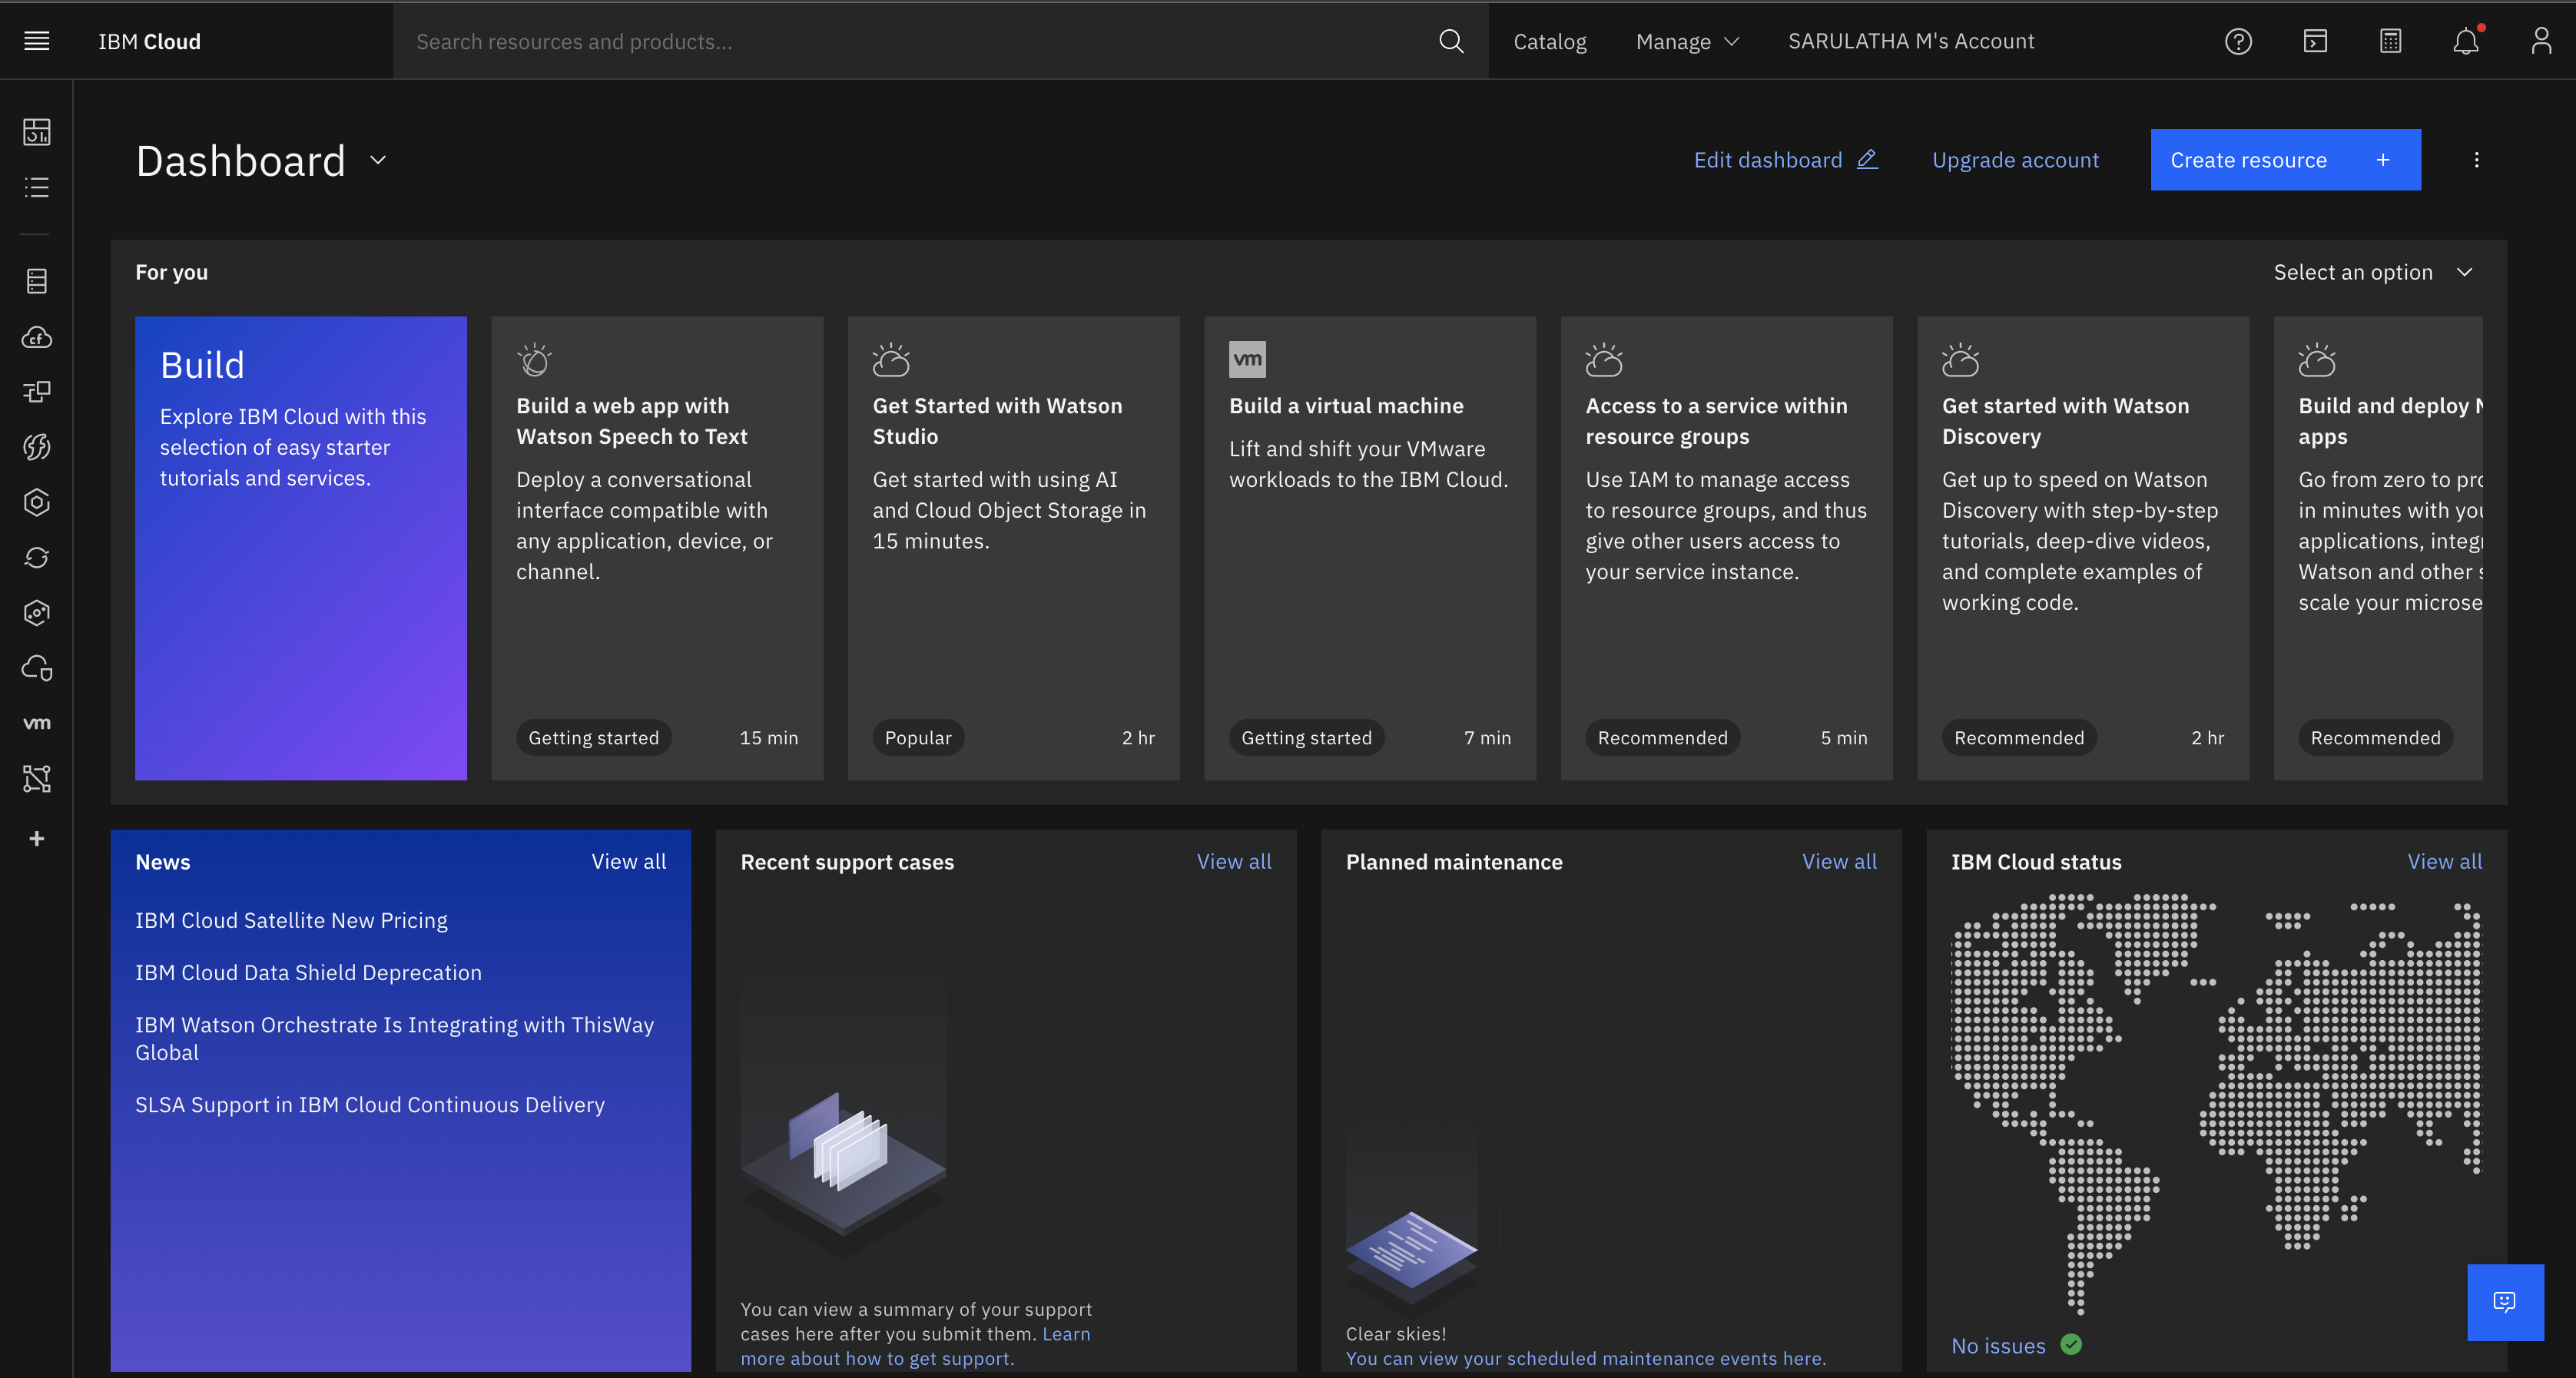 IBM Cloud
Search resources and products...
Catalog
Manage
SARULATHA M's Account
Dashboard
Edit dashboard
Upgrade account
Create resource +
For you
Select an option
Build
Explore IBM Cloud with this
selection of easy starter
tutorials and services.
Build a web app with
Watson Speech to Text
Deploy a conversational
interface compatible with
any application, device, or
channel.
Getting started
15 min
Get Started with Watson
Studio
Get started with using AI
and Cloud Object Storage in
15 minutes.
Popular
2 hr
vm
Build a virtual machine
Lift and shift your VMware
workloads to the IBM Cloud.
Getting started
7 min
Access to a service within
resource groups
Use IAM to manage access
to resource groups, and thus
give other users access to
your service instance.
Recommended
5 min
Get started with Watson
Discovery
Get up to speed on Watson
Discovery with step-by-step
tutorials, deep-dive videos,
and complete examples of
working code.
Recommended
2 hr
Build and deploy
apps
Go from zero to
in minutes with
applications,
Watson and other
scale your
Recommended
cf
vm
News
View all
IBM Cloud Satellite New Pricing
IBM Cloud Data Shield Deprecation
IBM Watson Orchestrate Is Integrating with ThisWay
Global
SLSA Support in IBM Cloud Continuous Delivery
Recent support cases
View all
You can view a summary of your support
cases here after you submit them. Learn
more about how to get support.
Planned maintenance
View all
Clear skies!
You can view your scheduled maintenance events here.
IBM Cloud status
View all
No issues